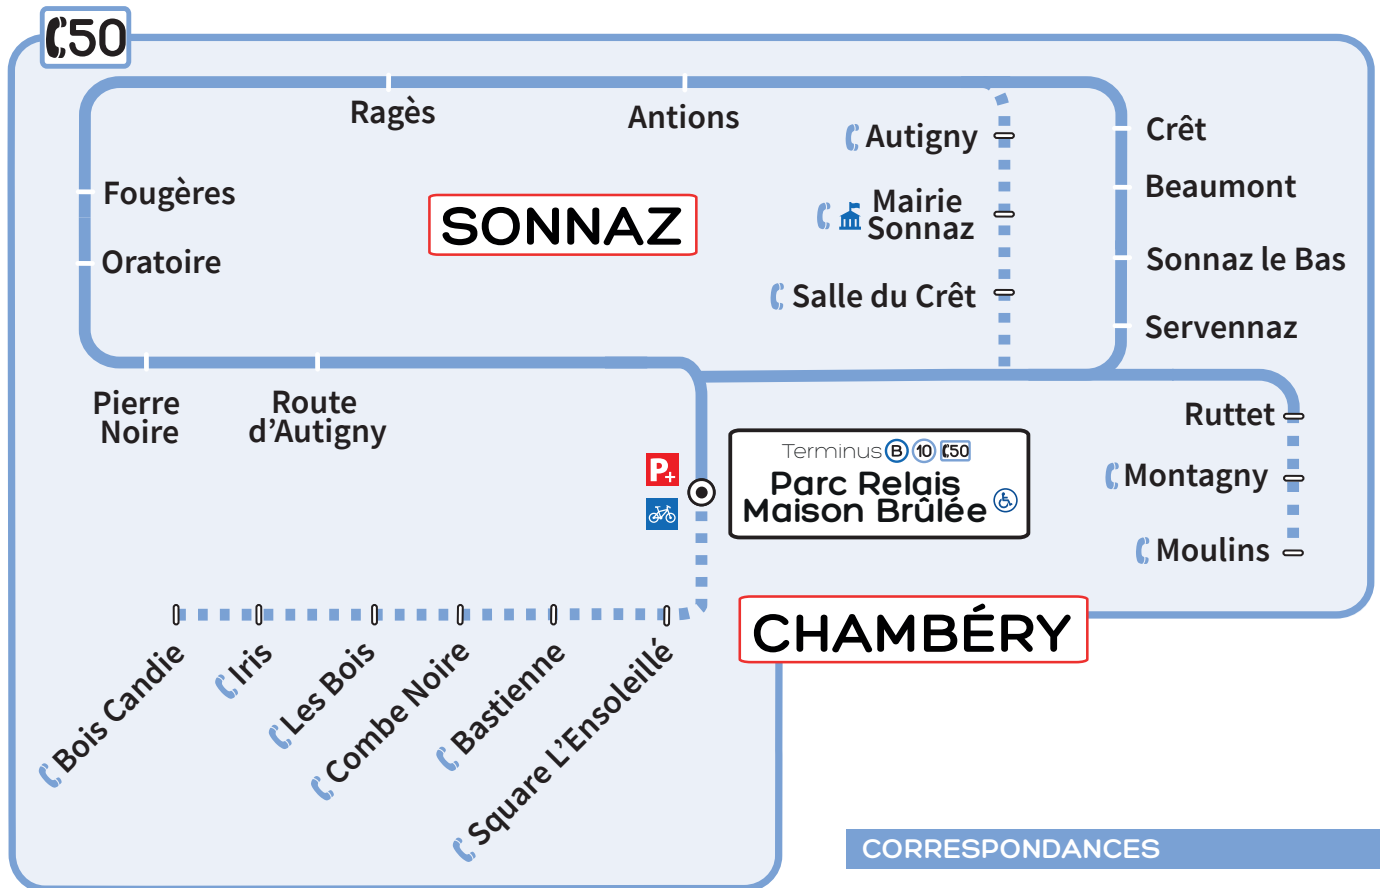 50
Ragès
Antions
Autigny
Crêt
Beaumont
Fougères
Mairie
Sonnaz
SONNAZ
Oratoire
Sonnaz le Bas
Salle du Crêt
Servennaz
Pierre
Noire
Route
d'Autigny
Ruttet
Terminus B 10 50
P+
Parc Relais
Maison Brûlée
Montagny
Moulins
CHAMBÉRY
Bois Candie
Iris
Les Bois
Combe Noire
Bastienne
Square L'Ensoleillé
CORRESPONDANCES